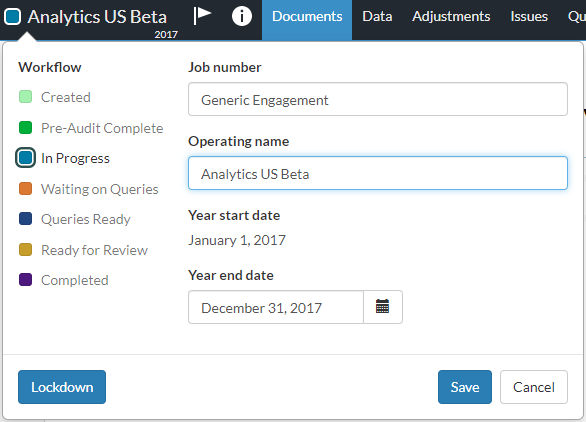 Analytics US Beta
2017
Documents
Data
Adjustments
Issues
Qu
Workflow
Created
Pre-Audit Complete
In Progress
Waiting on Queries
Queries Ready
Ready for Review
Completed
Job number
Generic Engagement
Operating name
Analytics US Beta
Year start date
January 1, 2017
Year end date
December 31, 2017
Lockdown
Save
Cancel